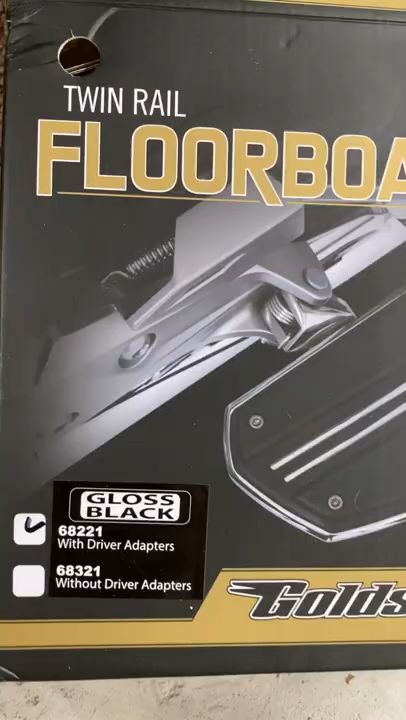 TWIN RAIL
FLOORBOA
GLOSS
BLACK
68221
With Driver Adapters
68321
Without Driver Adapters
Golds